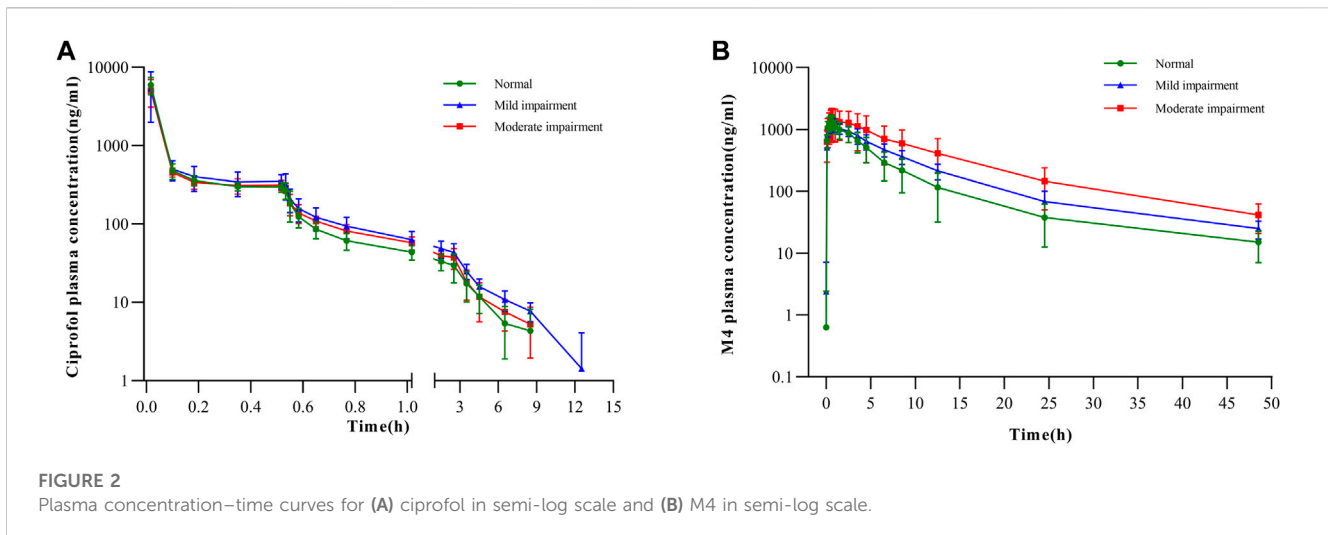 A
Ciprofol plasma concentration(ng/ml)
10000
1000
100
10
1
0.0 0.2 0.4 0.6 0.8 1.0 3 6 9 12 15
Time(h)
Normal
Mild impairment
Moderate impairment
B
M4 plasma concentration(ng/ml)
10000
1000
100
10
1
0.1
0 5 10 15 20 25 30 35 40 45 50
Time(h)
Normal
Mild impairment
Moderate impairment
FIGURE 2
Plasma concentration–time curves for (A) ciprofol in semi-log scale and (B) M4 in semi-log scale.